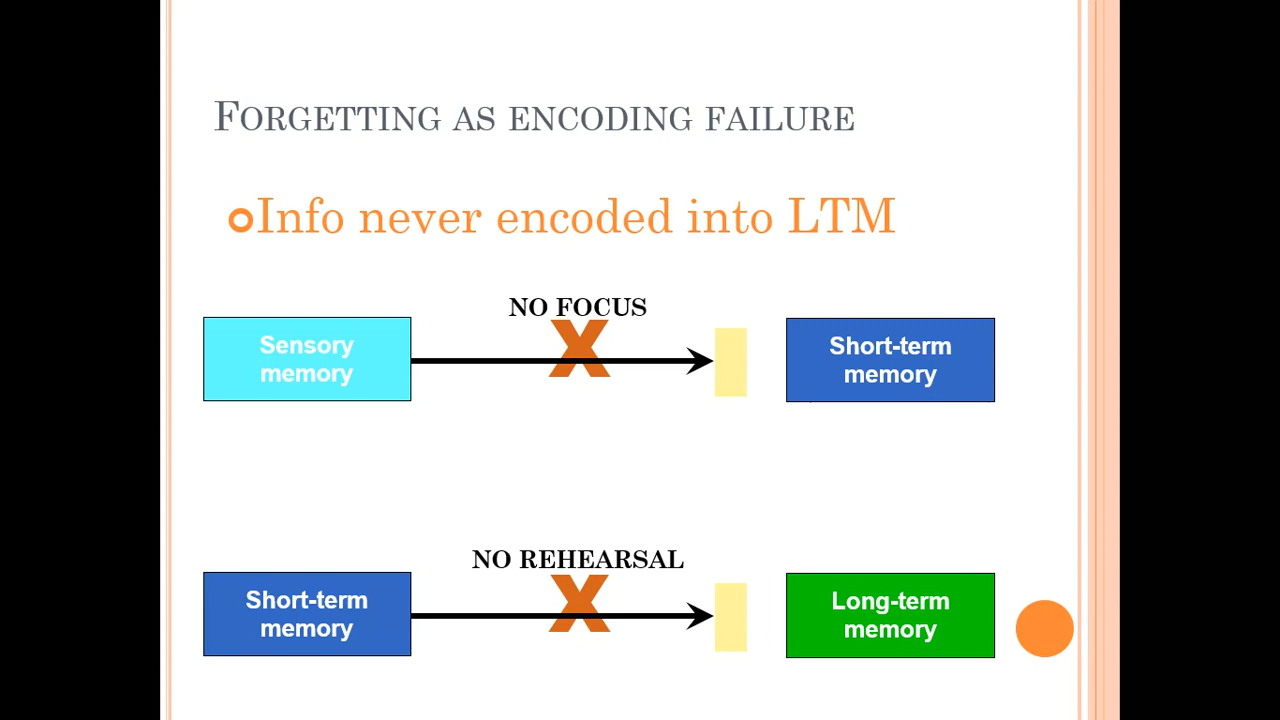 FORGETTING AS ENCODING FAILURE
Info never encoded into LTM
NO FOCUS
X
Sensory
memory
Short-term
memory
NO REHEARSAL
X
Short-term
memory
Long-term
memory